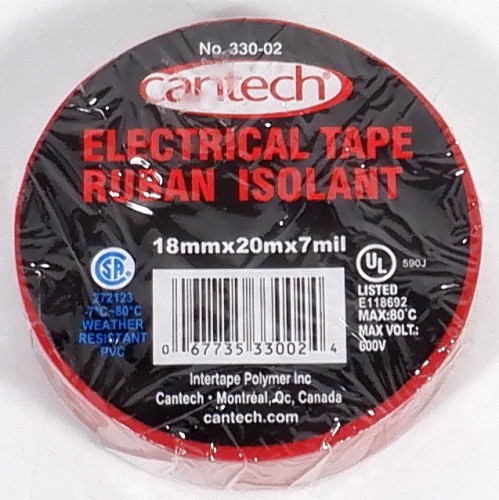 No. 330-02
cantech®
ELECTRICAL TAPE
RUBAN ISOLANT
18mmx20mx7mil
SA
272123
-7°C-80°C
WEATHER
RESISTANT
PVC
UL
®
590J
LISTED
E118692
MAX:80°C
MAX VOLT.:
600V
0 67735 33002 4
Intertape Polymer Inc
Cantech • Montréal,Qc, Canada
cantech.com